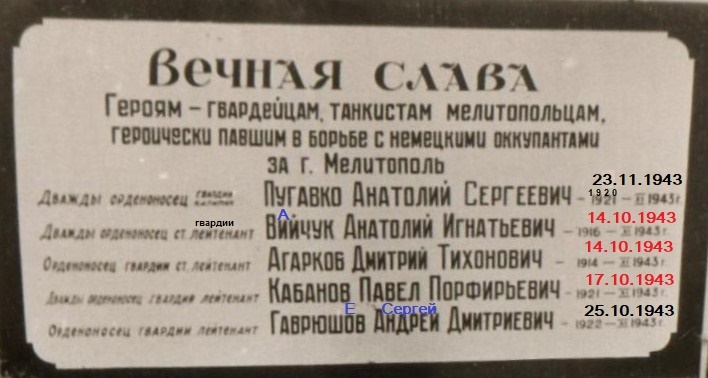 Вечная слава
Героям – гвардейцам, танкистам мелитопольцам,
героически павшим в борьбе с немецкими оккупантами
за г. Мелитополь
23.11.1943
1920
Дважды орденоносец гвардии капитан Пугавко Анатолий Сергеевич – 1921 – XI 1943 г.
гвардии А 14.10.1943
Дважды орденоносец ст. лейтенант Вийчук Анатолий Игнатьевич – 1916 – XI 1943 г.
14.10.1943
Орденоносец гвардии ст. лейтенант Агарков Дмитрий Тихонович – 1914 – XI 1943 г.
17.10.1943
Дважды орденоносец гвардии лейтенант Кабанов Павел Порфирьевич – 1921 – XI 1943 г.
Е Сергей 25.10.1943
Орденоносец гвардии лейтенант Гаврюшов Андрей Дмитриевич – 1922 – XI 1943 г.